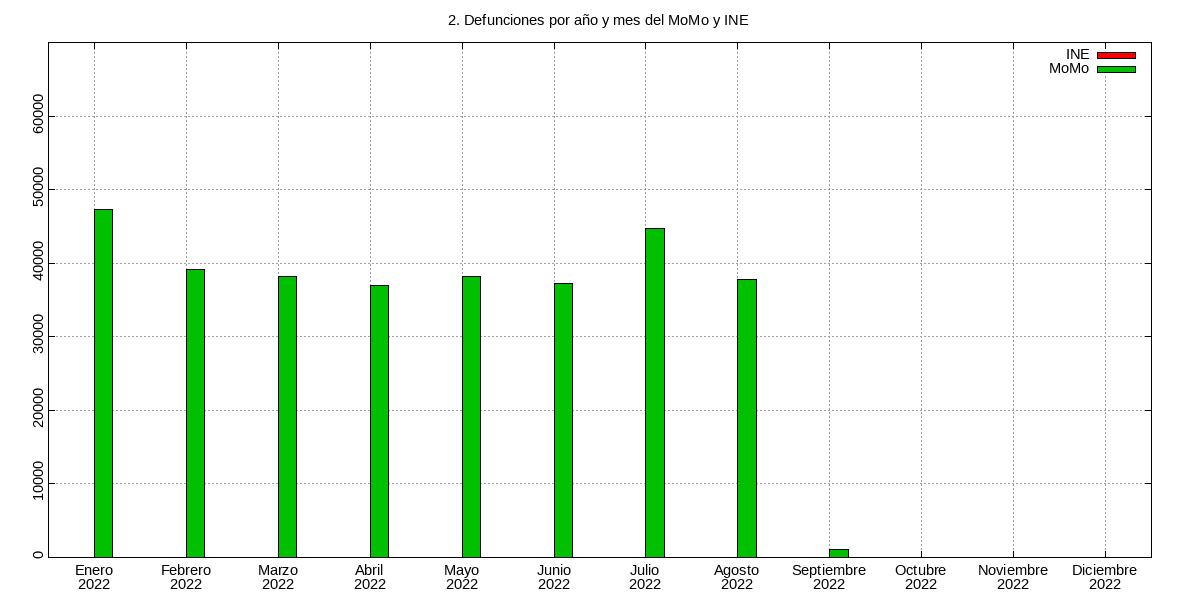 2. Defunciones por año y mes del MoMo y INE
INE
MoMo
60000
50000
40000
30000
20000
10000
0
Enero Febrero Marzo Abril Mayo Junio Julio Agosto Septiembre Octubre Noviembre Diciembre
2022 2022 2022 2022 2022 2022 2022 2022 2022 2022 2022 2022